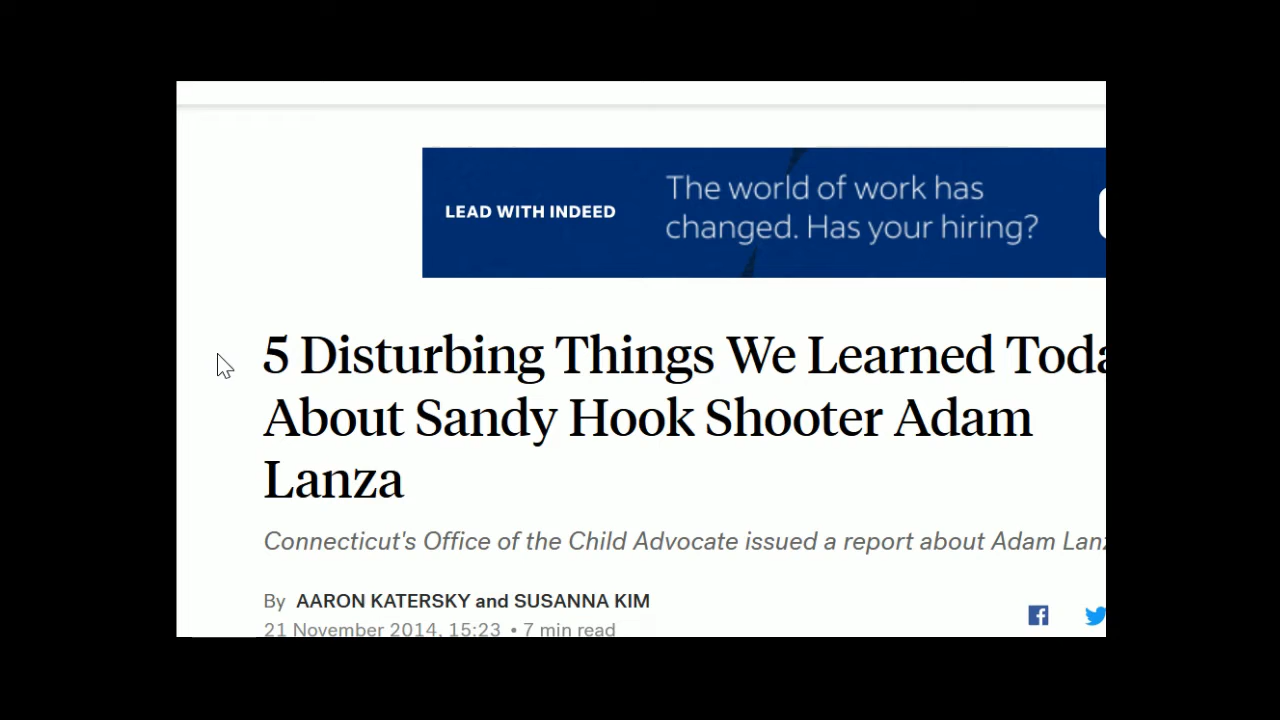 LEAD WITH INDEED
The world of work has
changed. Has your hiring?
5 Disturbing Things We Learned Toda
About Sandy Hook Shooter Adam
Lanza
Connecticut's Office of the Child Advocate issued a report about Adam Lanz
By AARON KATERSKY and SUSANNA KIM
21 November 2014, 15:23 • 7 min read